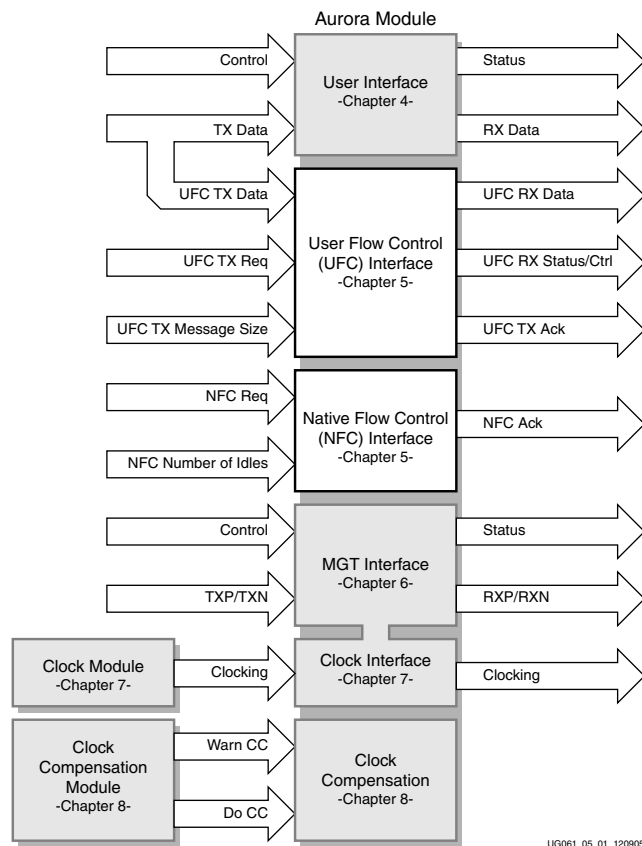 Aurora Module
Control
User Interface
-Chapter 4-
Status
TX Data
RX Data
UFC TX Data
UFC RX Data
UFC TX Req
User Flow Control
(UFC) Interface
-Chapter 5-
UFC RX Status/Ctrl
UFC TX Message Size
UFC TX Ack
NFC Req
Native Flow Control
(NFC) Interface
-Chapter 5-
NFC Ack
NFC Number of Idles
Control
MGT Interface
-Chapter 6-
Status
TXP/TXN
RXP/RXN
Clock Module
-Chapter 7-
Clocking
Clock Interface
-Chapter 7-
Clocking
Clock
Compensation
Module
-Chapter 8-
Warn CC
Do CC
Clock
Compensation
-Chapter 8-
UG061_05_01_120905